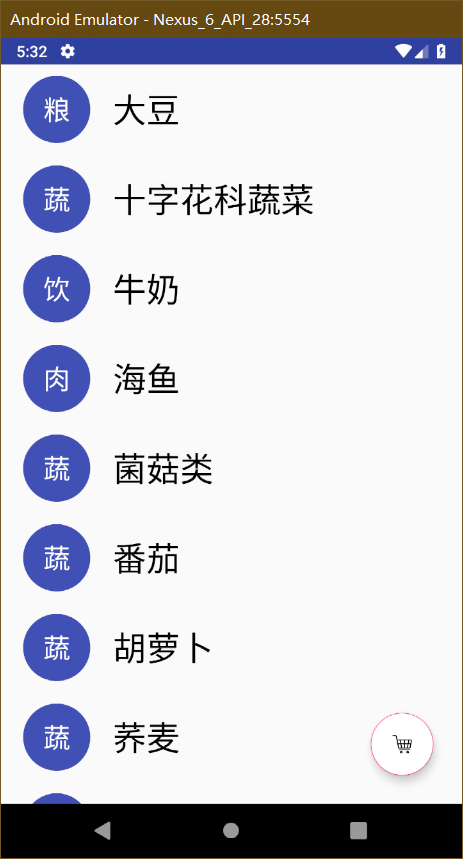 Android Emulator - Nexus_6_API_28:5554
5:32
粮 大豆
蔬 十字花科蔬菜
饮 牛奶
肉 海鱼
蔬 菌菇类
蔬 番茄
蔬 胡萝卜
蔬 荞麦